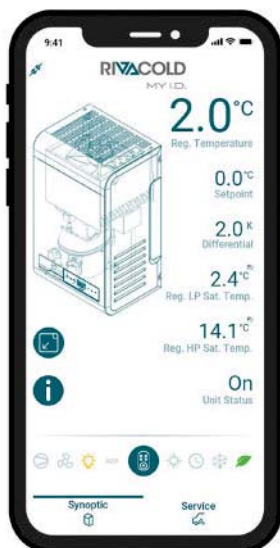 9:41
RIVACOLD
MY I.D.
2.0°C
Reg. Temperature
0.0°C
Setpoint
2.0 K
Differential
2.4°C
Reg. LP Sat. Temp.
14.1°C
Reg. HP Sat. Temp.
i
On
Unit Status
Synoptic
Service